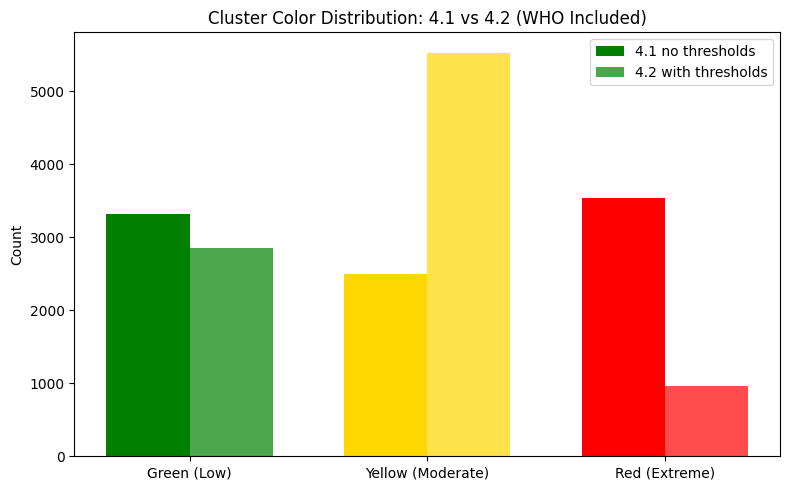 Cluster Color Distribution: 4.1 vs 4.2 (WHO Included)
4.1 no thresholds
4.2 with thresholds
Count
5000
4000
3000
2000
1000
0
Green (Low)
Yellow (Moderate)
Red (Extreme)